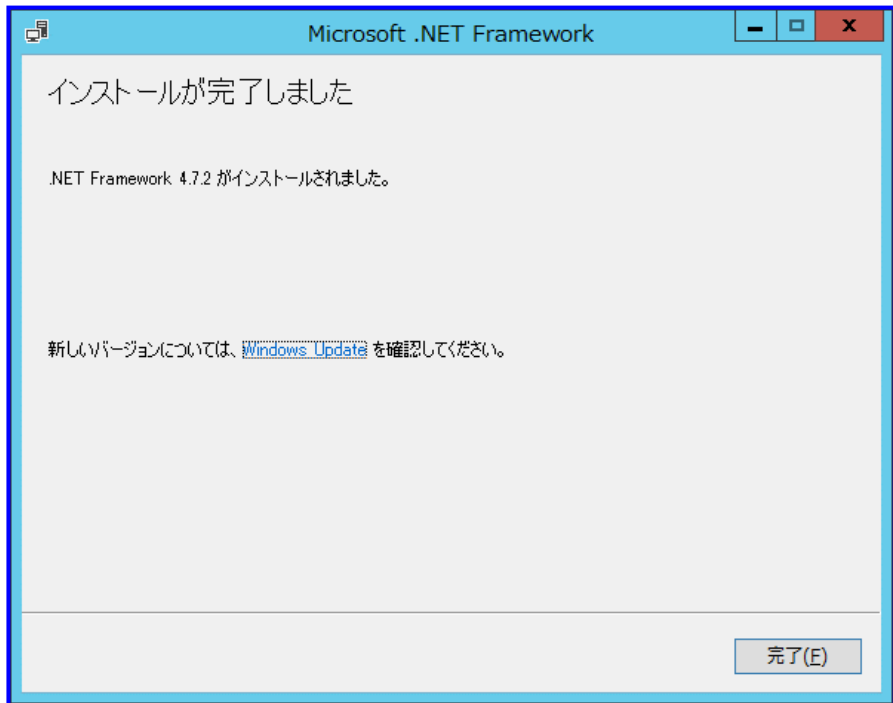 Microsoft .NET Framework
インストールが完了しました
.NET Framework 4.7.2 がインストールされました。
新しいバージョンについては、Windows Update を確認してください。
完了(F)